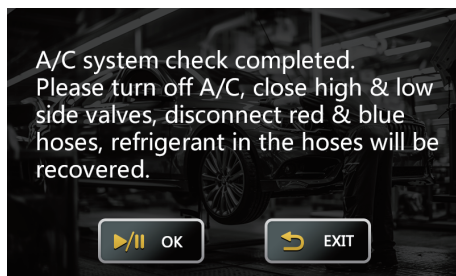 A/C system check completed.
Please turn off A/C, close high & low
side valves, disconnect red & blue
hoses, refrigerant in the hoses will be
recovered.
OK
EXIT